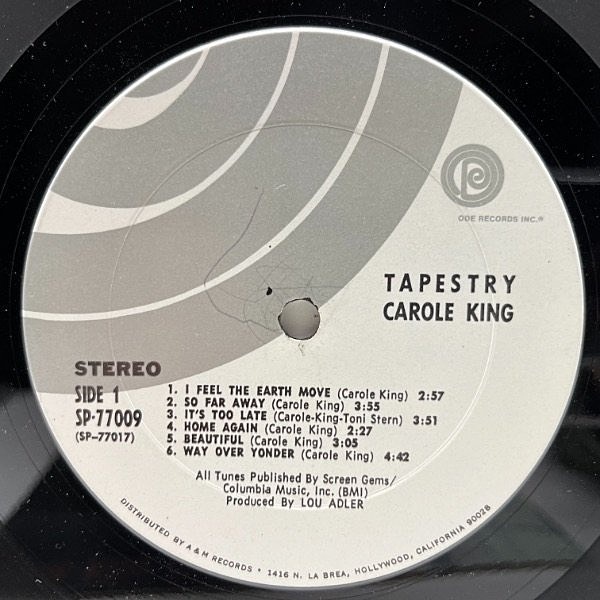 ODE RECORDS INC.®
TAPESTRY
CAROLE KING
STEREO
SIDE 1
SP-77009
(SP-77017)
1. I FEEL THE EARTH MOVE (Carole King) 2:57
2. SO FAR AWAY (Carole King) 3:55
3. IT'S TOO LATE (Carole-King-Toni Stern) 3:51
4. HOME AGAIN (Carole King) 2:27
5. BEAUTIFUL (Carole King) 3:05
6. WAY OVER YONDER (Carole King) 4:42
All Tunes Published By Screen Gems/
Columbia Music, Inc. (BMI)
Produced By LOU ADLER
DISTRIBUTED BY A & M RECORDS • 1416 N. LA BREA, HOLLYWOOD, CALIFORNIA 90028